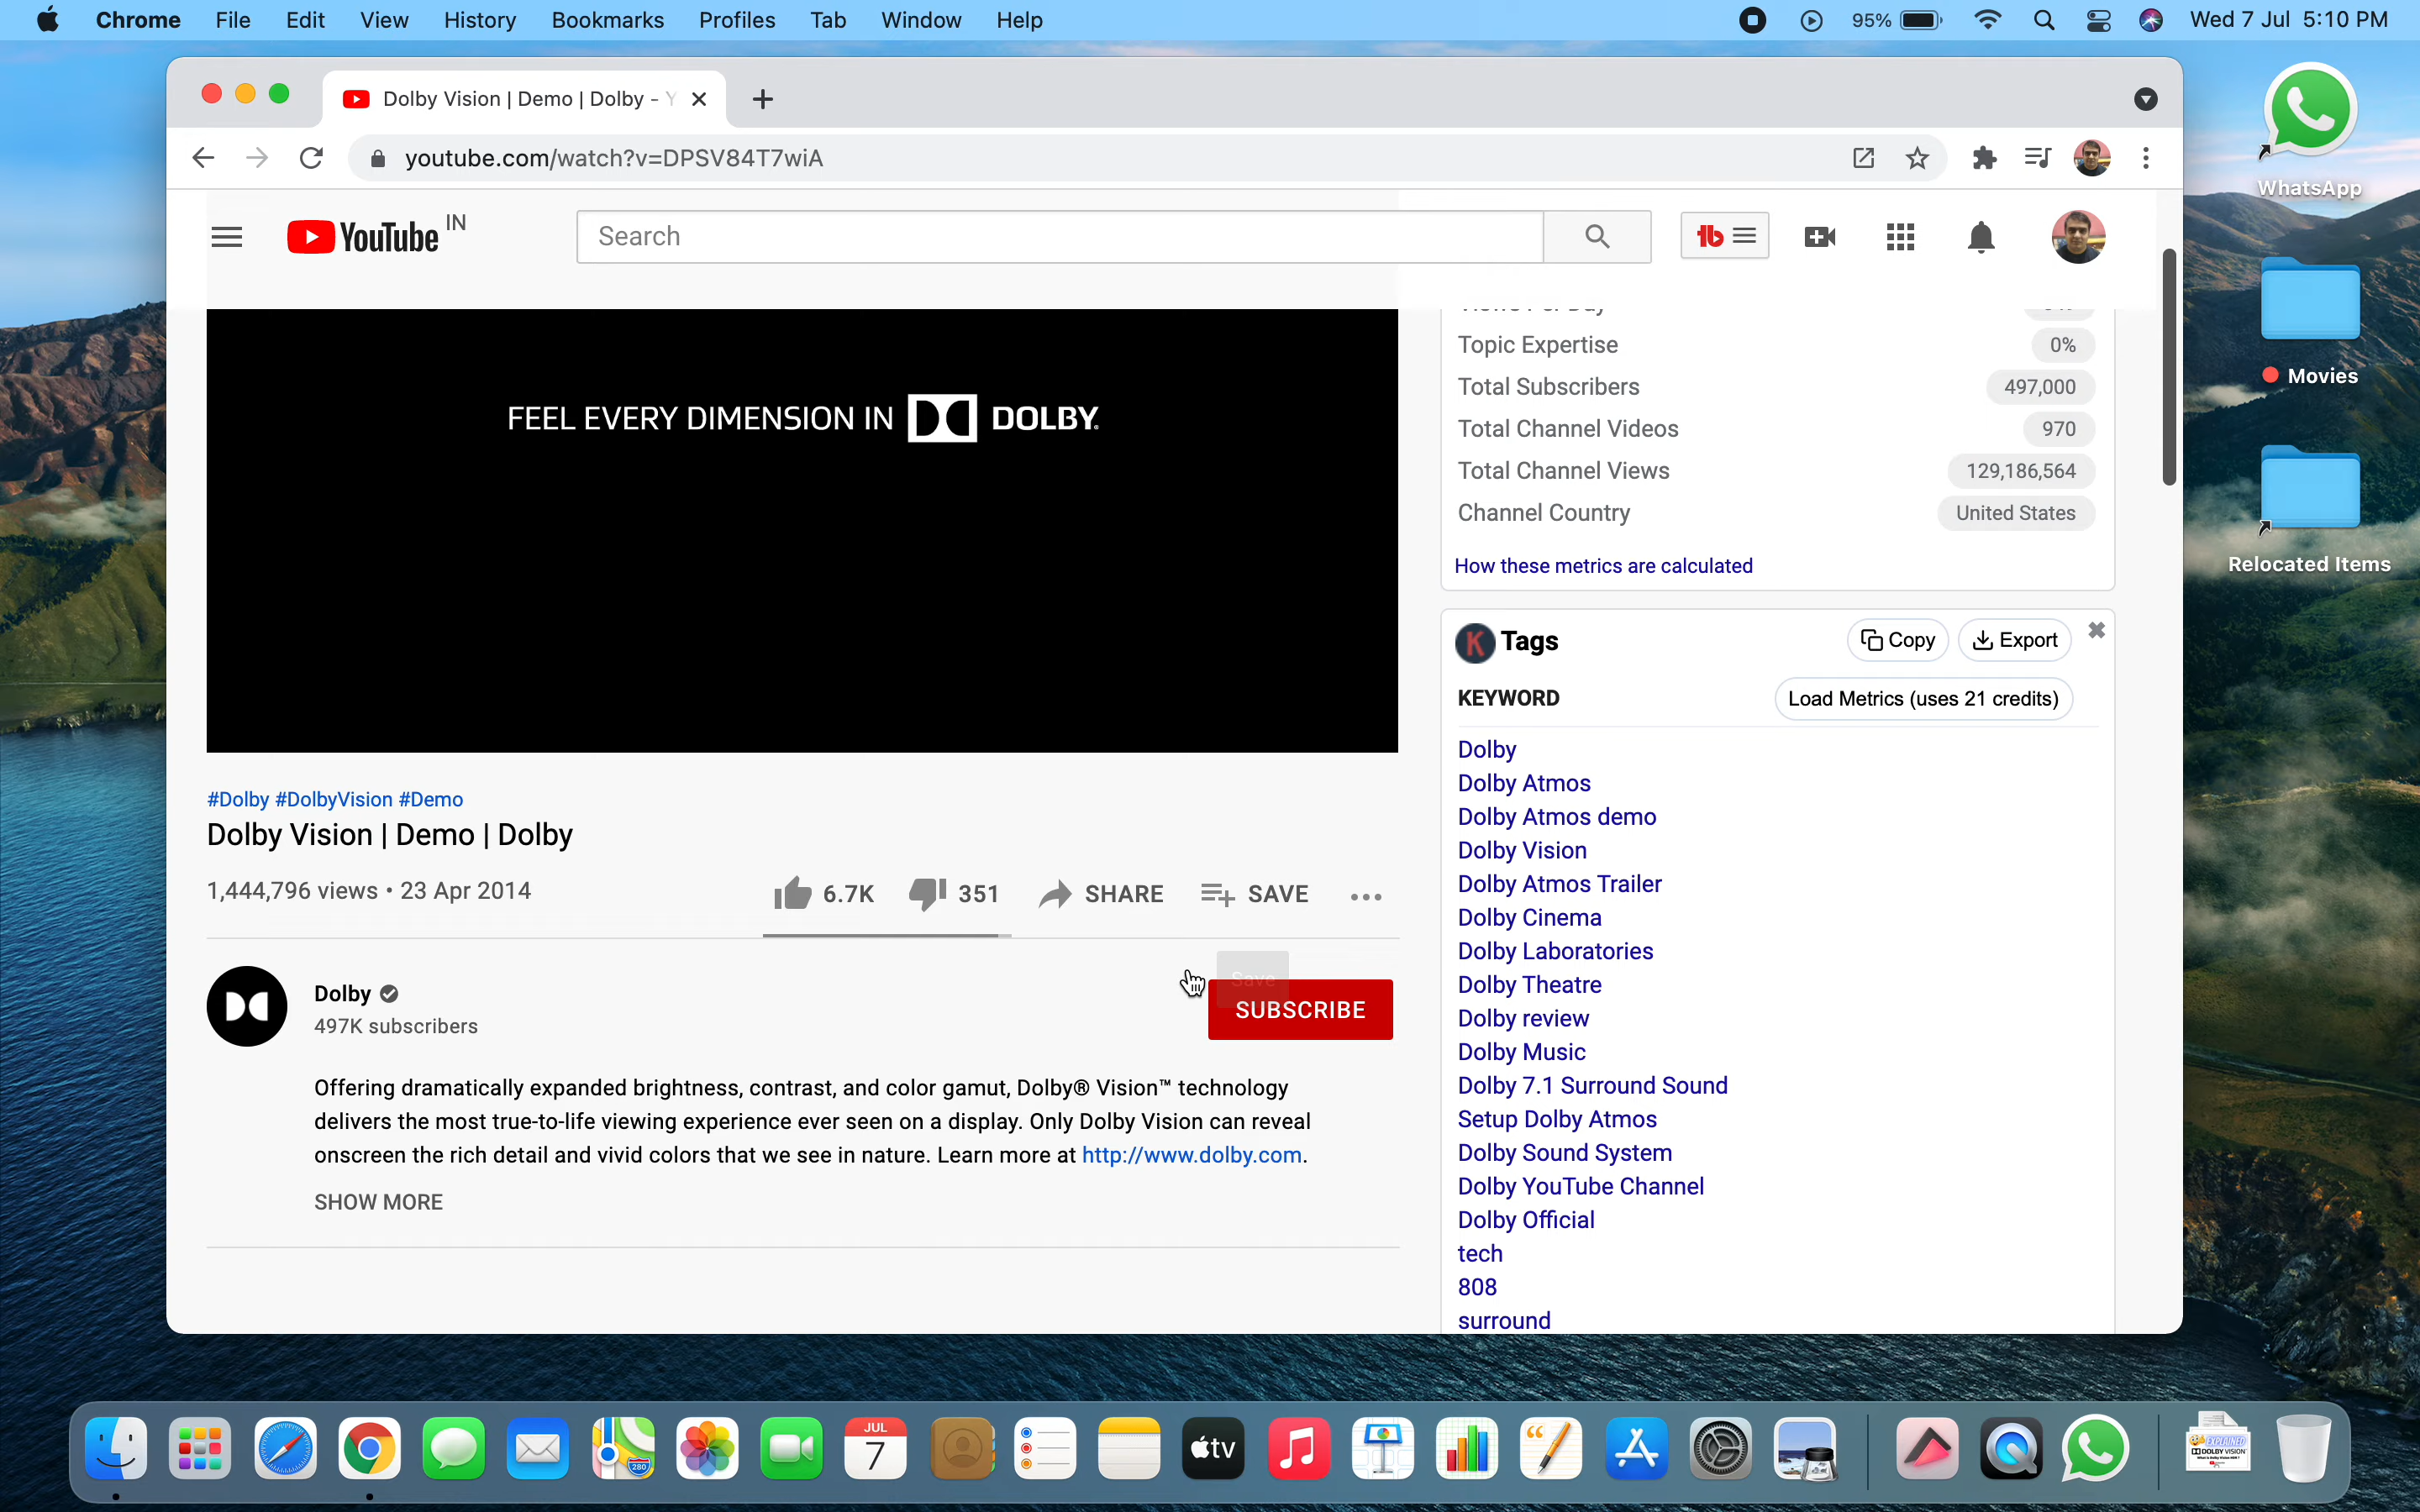 Chrome File Edit View History Bookmarks Profiles Tab Window Help 95% Wed 7 Jul 5:10 PM
Dolby Vision | Demo | Dolby - Y
youtube.com/watch?v=DPSV84T7wiA
YouTube IN
Search
WhatsApp
Movies
Relocated Items
FEEL EVERY DIMENSION IN DOLBY.
#Dolby #DolbyVision #Demo
Dolby Vision | Demo | Dolby
1,444,796 views • 23 Apr 2014
6.7K 351 SHARE SAVE
Save
Dolby
497K subscribers
SUBSCRIBE
Offering dramatically expanded brightness, contrast, and color gamut, Dolby® Vision™ technology
delivers the most true-to-life viewing experience ever seen on a display. Only Dolby Vision can reveal
onscreen the rich detail and vivid colors that we see in nature. Learn more at http://www.dolby.com.
SHOW MORE
Topic Expertise 0%
Total Subscribers 497,000
Total Channel Videos 970
Total Channel Views 129,186,564
Channel Country United States
How these metrics are calculated
K Tags Copy Export
KEYWORD Load Metrics (uses 21 credits)
Dolby
Dolby Atmos
Dolby Atmos demo
Dolby Vision
Dolby Atmos Trailer
Dolby Cinema
Dolby Laboratories
Dolby Theatre
Dolby review
Dolby Music
Dolby 7.1 Surround Sound
Setup Dolby Atmos
Dolby Sound System
Dolby YouTube Channel
Dolby Official
tech
808
surround
280
JUL
7
tv
EXPLAINED
DOLBY VISION